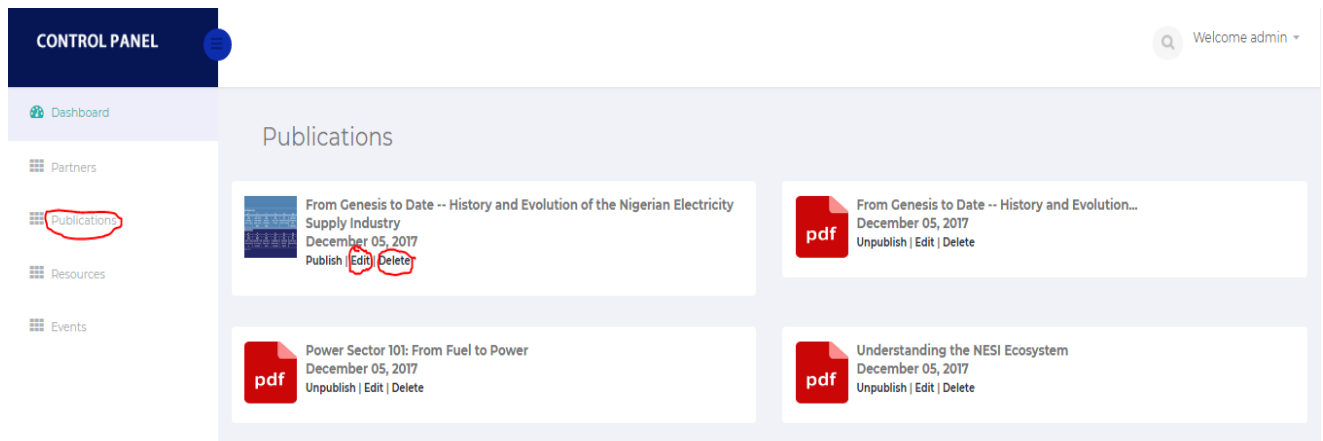 CONTROL PANEL
Welcome admin
Dashboard
Partners
Publications
Resources
Events
Publications
From Genesis to Date -- History and Evolution of the Nigerian Electricity
Supply Industry
December 05, 2017
Publish | Edit | Delete
From Genesis to Date -- History and Evolution...
December 05, 2017
Unpublish | Edit | Delete
pdf
Power Sector 101: From Fuel to Power
December 05, 2017
Unpublish | Edit | Delete
pdf
Understanding the NESI Ecosystem
December 05, 2017
Unpublish | Edit | Delete
pdf